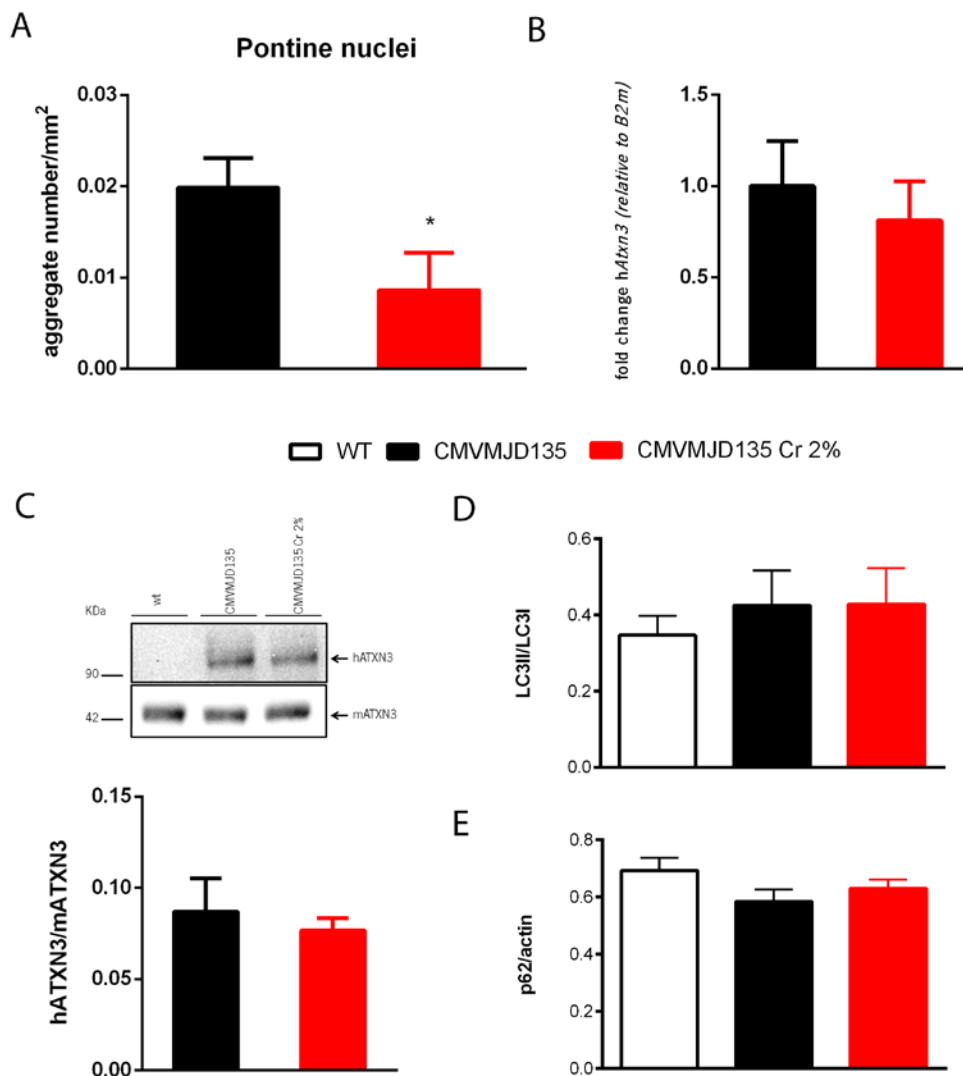 A
Pontine nuclei
aggregate number/mm²
0.03
0.02
0.01
0.00
*
B
fold change hAtxn3 (relative to B2m)
1.5
1.0
0.5
0.0
WT
CMVMJD135
CMVMJD135 Cr 2%
C
KDa
wt
CMVMJD135
CMVMJD135 Cr 2%
90
hATXN3
42
mATXN3
hATXN3/mATXN3
0.15
0.10
0.05
0.00
D
LC3II/LC3I
0.6
0.4
0.2
0.0
E
p62/actin
0.8
0.6
0.4
0.2
0.0